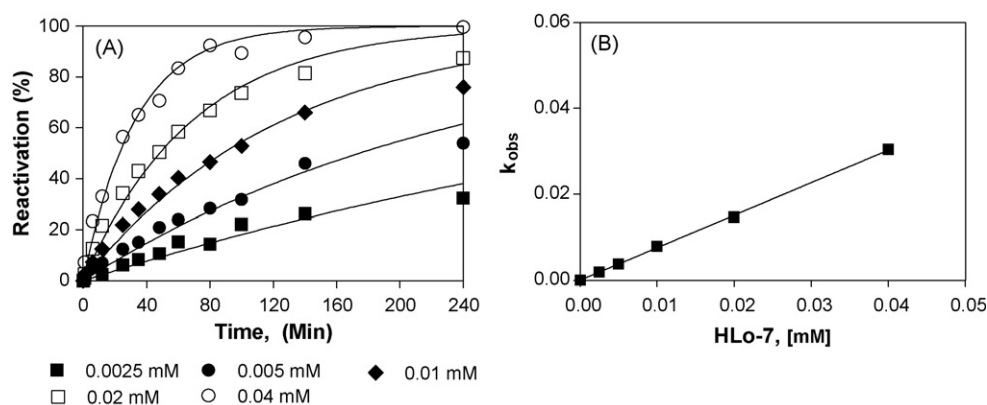 (A)
Reactivation (%)
100
80
60
40
20
0
0 40 80 120 160 200 240
Time, (Min)
0.0025 mM 0.005 mM 0.01 mM
0.02 mM 0.04 mM
(B)
k obs
0.06
0.04
0.02
0.00
0.00 0.01 0.02 0.03 0.04 0.05
HLo-7, [mM]